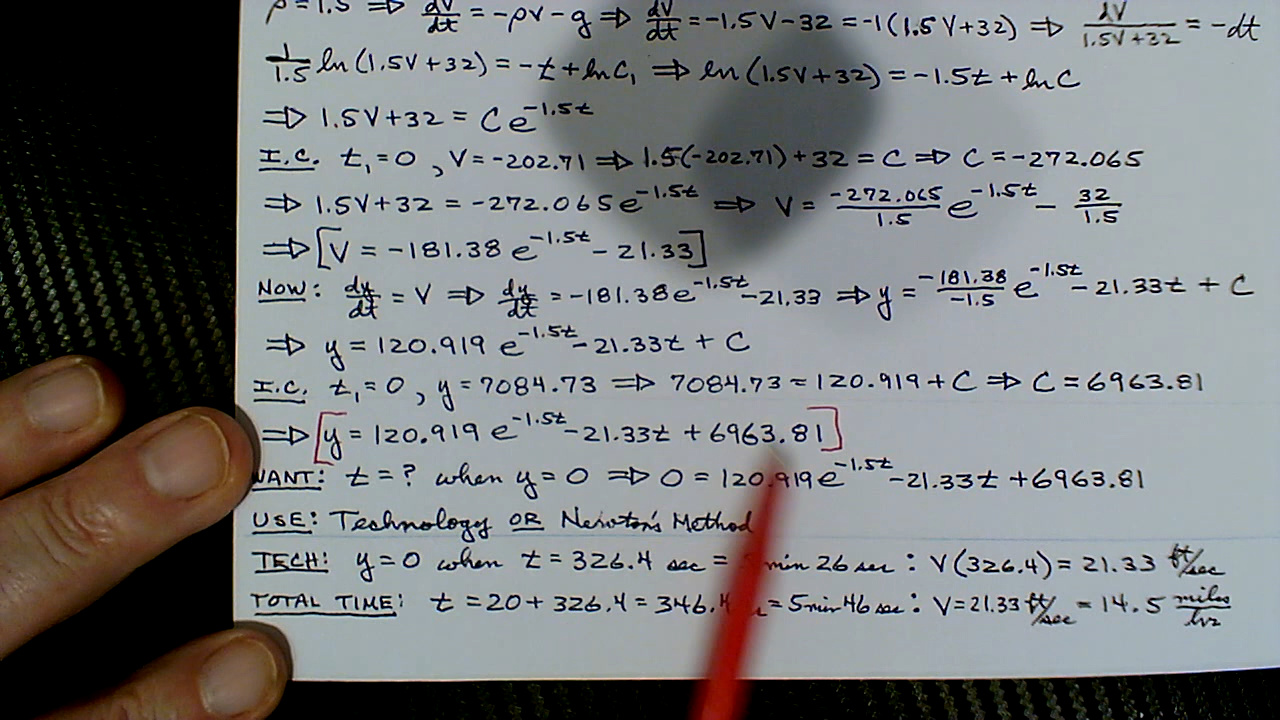 ρ = 1.5 ⇒ dv/dt = -ρv - g ⇒ dv/dt = -1.5v - 32 = -1(1.5v + 32) ⇒ dv/(1.5v + 32) = -dt
1/1.5 ln(1.5v + 32) = -t + ln C₁ ⇒ ln(1.5v + 32) = -1.5t + ln C
⇒ 1.5v + 32 = Ce^(-1.5t)
I.C. t₁ = 0, v = -202.71 ⇒ 1.5(-202.71) + 32 = C ⇒ C = -272.065
⇒ 1.5v + 32 = -272.065e^(-1.5t) ⇒ v = -272.065/1.5 e^(-1.5t) - 32/1.5
⇒ [v = -181.38 e^(-1.5t) - 21.33]
NOW: dy/dt = v ⇒ dy/dt = -181.38e^(-1.5t) - 21.33 ⇒ y = -181.38/-1.5 e^(-1.5t) - 21.33t + C
⇒ y = 120.919 e^(-1.5t) - 21.33t + C
I.C. t₁ = 0, y = 7084.73 ⇒ 7084.73 = 120.919 + C ⇒ C = 6963.81
⇒ [y = 120.919 e^(-1.5t) - 21.33t + 6963.81]
WANT: t = ? when y = 0 ⇒ 0 = 120.919e^(-1.5t) - 21.33t + 6963.81
USE: Technology OR Newton's Method
TECH: y = 0 when t = 326.4 sec = min 26 sec : v(326.4) = 21.33 ft/sec
TOTAL TIME: t = 20 + 326.4 = 346.4 = 5 min 46 sec : v = 21.33 ft/sec = 14.5 miles/hr